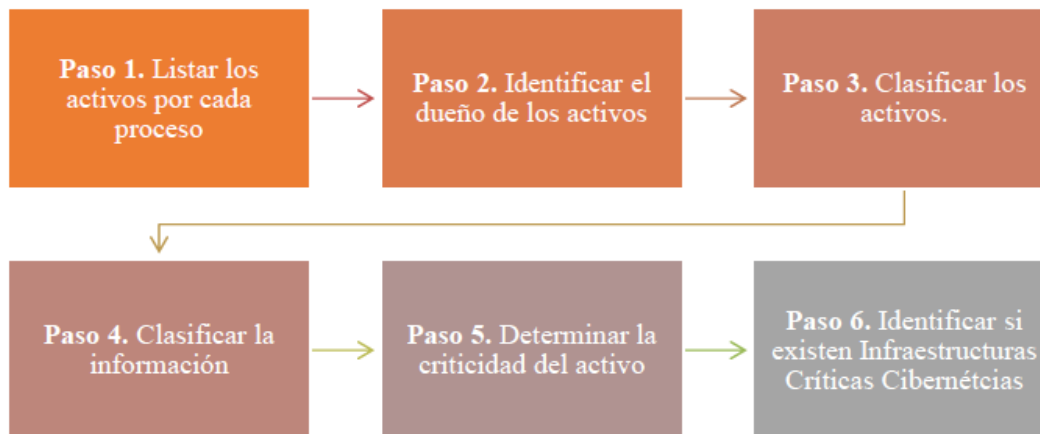 Paso 1. Listar los
activos por cada
proceso
Paso 2. Identificar el
dueño de los activos
Paso 3. Clasificar los
activos.
Paso 4. Clasificar la
información
Paso 5. Determinar la
criticidad del activo
Paso 6. Identificar si
existen Infraestructuras
Críticas Cibernétcias